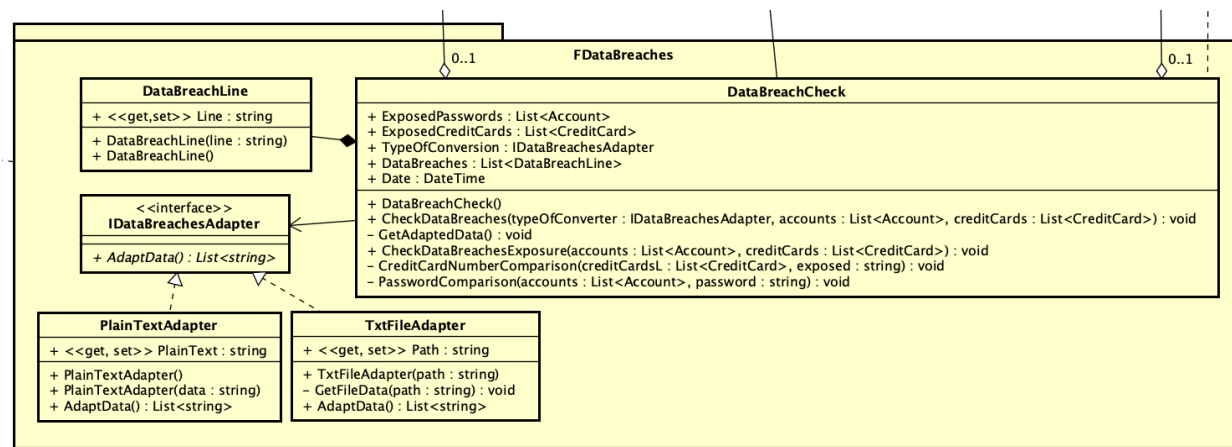 FDataBreaches
0..1
0..1
DataBreachLine
+ <<get,set>> Line : string
+ DataBreachLine(line : string)
+ DataBreachLine()
DataBreachCheck
+ ExposedPasswords : List<Account>
+ ExposedCreditCards : List<CreditCard>
+ TypeOfConversion : IDataBreachesAdapter
+ DataBreaches : List<DataBreachLine>
+ Date : DateTime
+ DataBreachCheck()
+ CheckDataBreaches(typeOfConverter : IDataBreachesAdapter, accounts : List<Account>, creditCards : List<CreditCard>) : void
– GetAdaptedData() : void
+ CheckDataBreachesExposure(accounts : List<Account>, creditCards : List<CreditCard>) : void
– CreditCardNumberComparison(creditCardsL : List<CreditCard>, exposed : string) : void
– PasswordComparison(accounts : List<Account>, password : string) : void
<<interface>>
IDataBreachesAdapter
+ AdaptData() : List<string>
PlainTextAdapter
+ <<get, set>> PlainText : string
+ PlainTextAdapter()
+ PlainTextAdapter(data : string)
+ AdaptData() : List<string>
TxtFileAdapter
+ <<get, set>> Path : string
+ TxtFileAdapter(path : string)
– GetFileData(path : string) : void
+ AdaptData() : List<string>